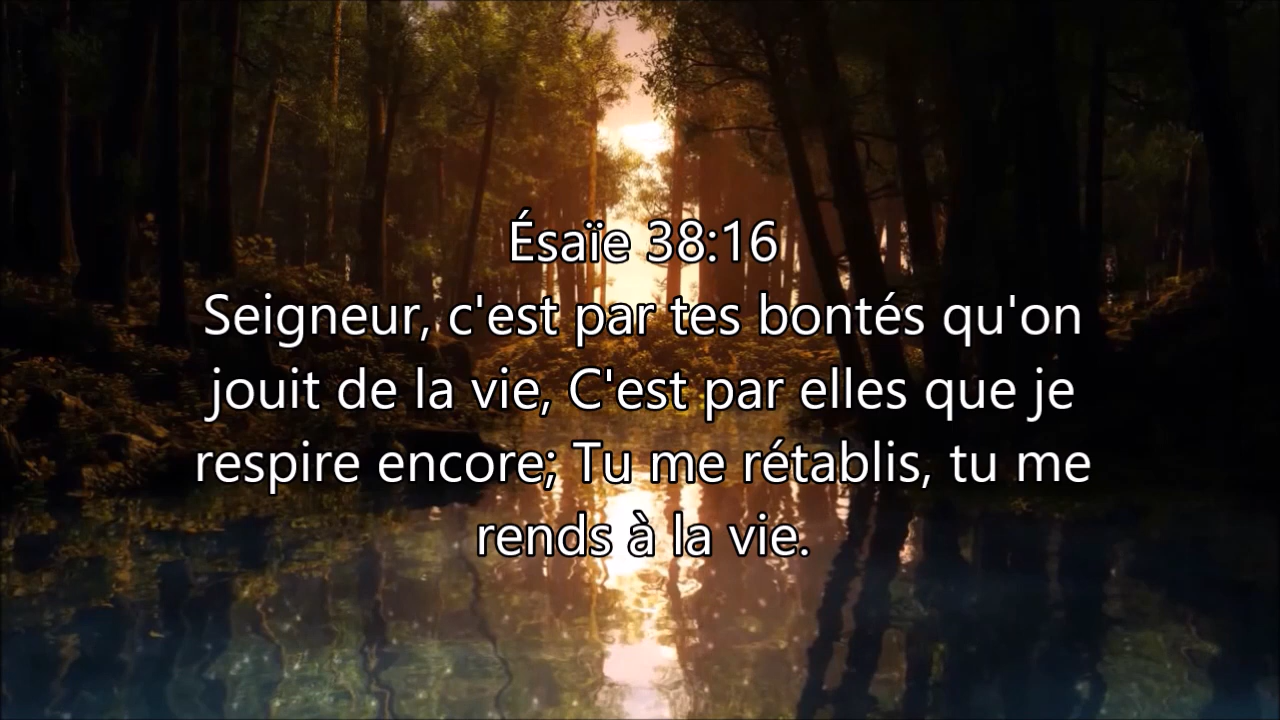 Ésaïe 38:16
Seigneur, c'est par tes bontés qu'on
jouit de la vie, C'est par elles que je
respire encore; Tu me rétablis, tu me
rends à la vie.